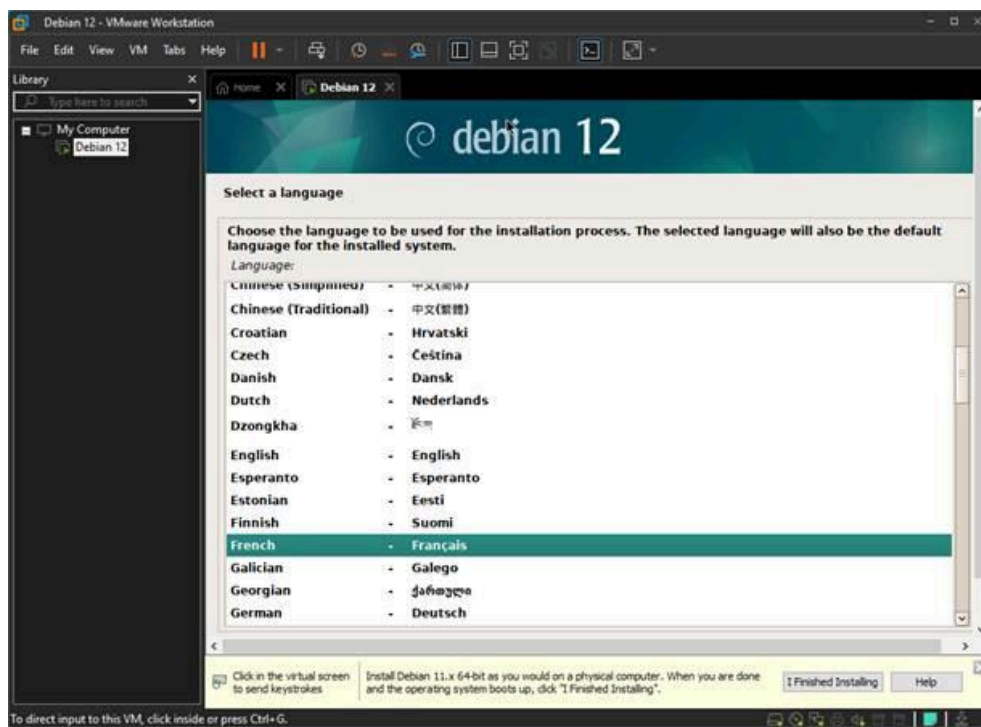 Debian 12 - VMware Workstation
File Edit View VM Tabs Help
Library
Type here to search
Home
Debian 12
My Computer
Debian 12
debian 12
Select a language
Choose the language to be used for the installation process. The selected language will also be the default
language for the installed system.
Language:
Chinese (Simplified) - 中文(简体)
Chinese (Traditional) - 中文(繁體)
Croatian - Hrvatski
Czech - Čeština
Danish - Dansk
Dutch - Nederlands
Dzongkha -
English - English
Esperanto - Esperanto
Estonian - Eesti
Finnish - Suomi
French - Français
Galician - Galego
Georgian - ქართული
German - Deutsch
Click in the virtual screen
to send keystrokes
Install Debian 11.x 64-bit as you would on a physical computer. When you are done
and the operating system boots up, click "I Finished Installing".
I Finished Installing
Help
To direct input to this VM, click inside or press Ctrl+G.